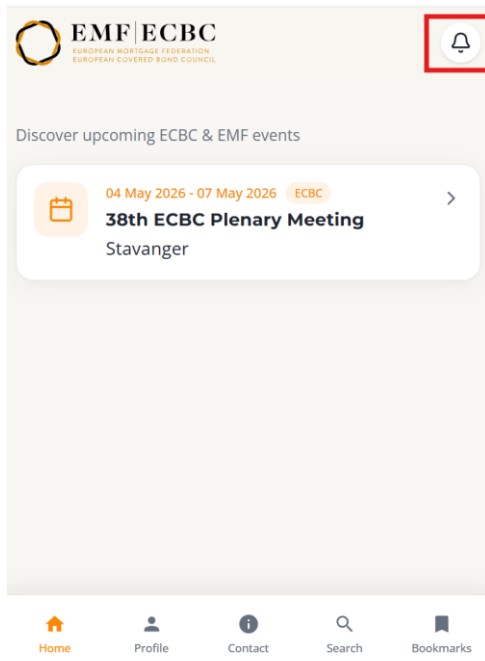 EMF|ECBC
EUROPEAN MORTGAGE FEDERATION
EUROPEAN COVERED BOND COUNCIL
Discover upcoming ECBC & EMF events
04 May 2026 - 07 May 2026 ECBC
38th ECBC Plenary Meeting
Stavanger
Home Profile Contact Search Bookmarks